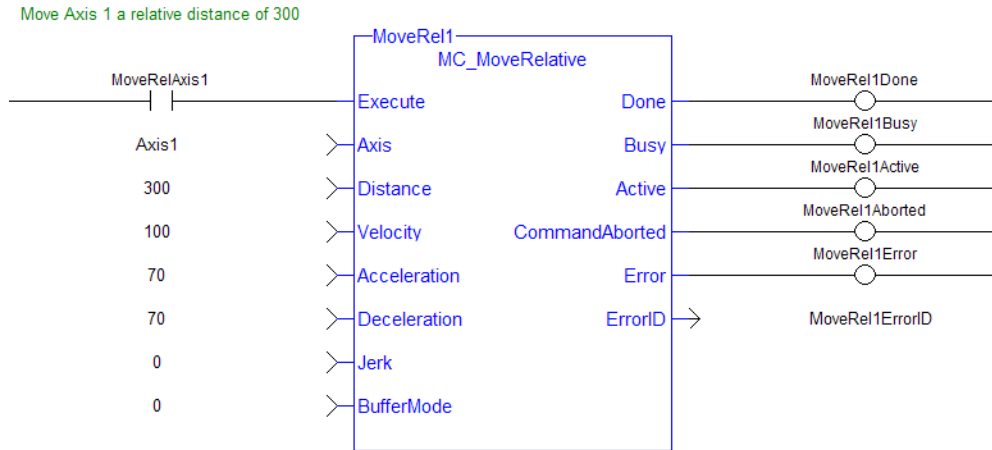 Move Axis 1 a relative distance of 300
MoveRel1
MC_MoveRelative
MoveRelAxis1
Execute
Done
MoveRel1Done
Axis1
Axis
Busy
MoveRel1Busy
300
Distance
Active
MoveRel1Active
100
Velocity
CommandAborted
MoveRel1Aborted
70
Acceleration
Error
MoveRel1Error
70
Deceleration
ErrorID
MoveRel1ErrorID
0
Jerk
0
BufferMode